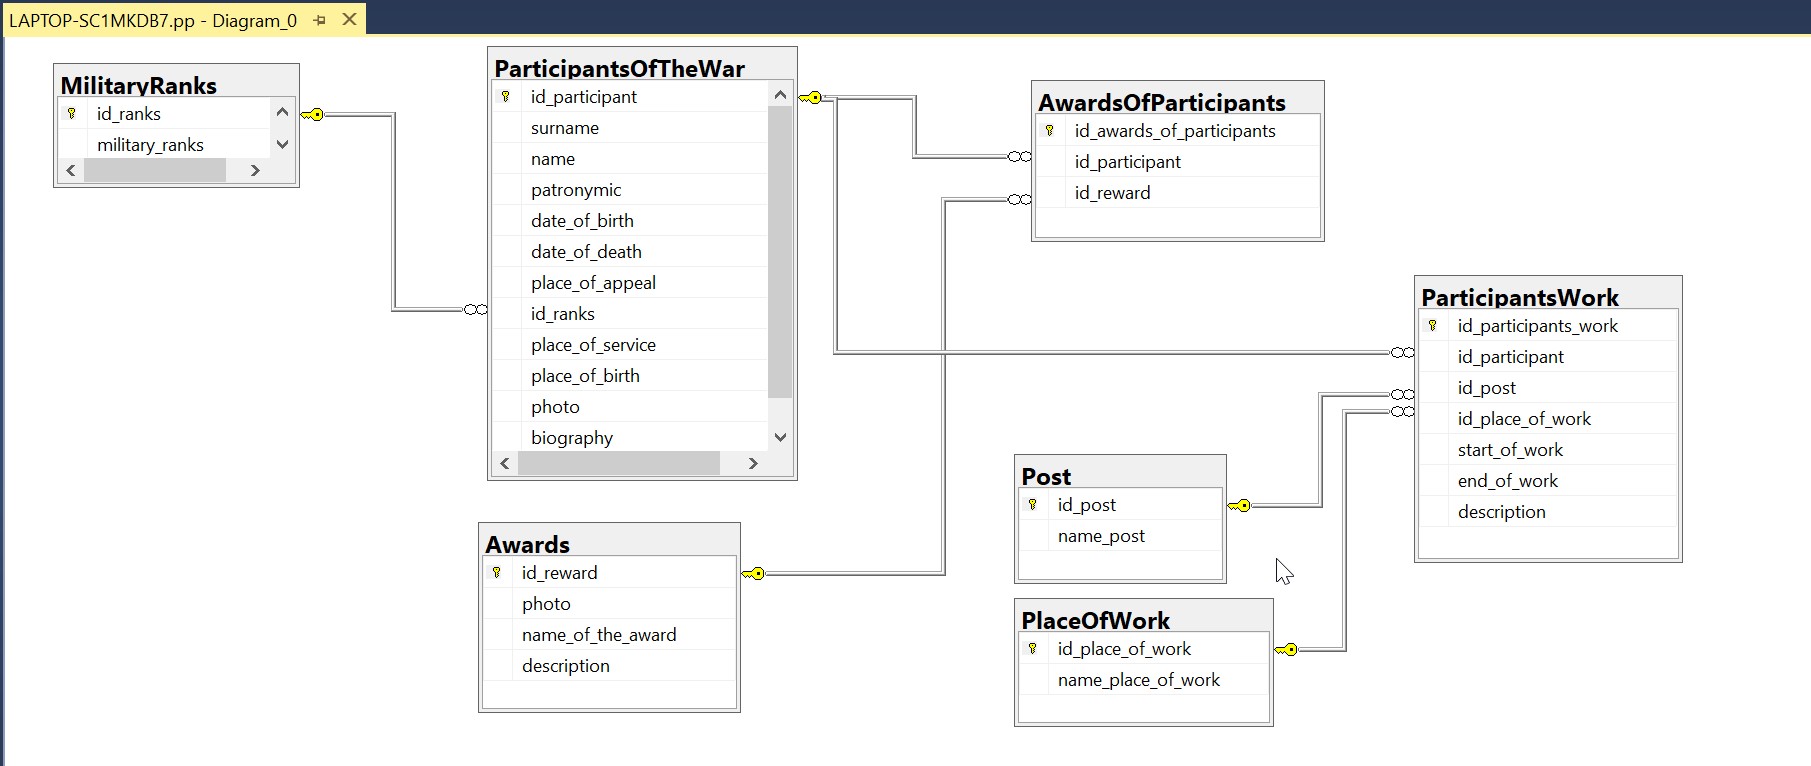 LAPTOP-SC1MKDB7.pp - Diagram_0
MilitaryRanks
id_ranks
military_ranks
ParticipantsOfTheWar
id_participant
surname
name
patronymic
date_of_birth
date_of_death
place_of_appeal
id_ranks
place_of_service
place_of_birth
photo
biography
AwardsOfParticipants
id_awards_of_participants
id_participant
id_reward
ParticipantsWork
id_participants_work
id_participant
id_post
id_place_of_work
start_of_work
end_of_work
description
Post
id_post
name_post
Awards
id_reward
photo
name_of_the_award
description
PlaceOfWork
id_place_of_work
name_place_of_work